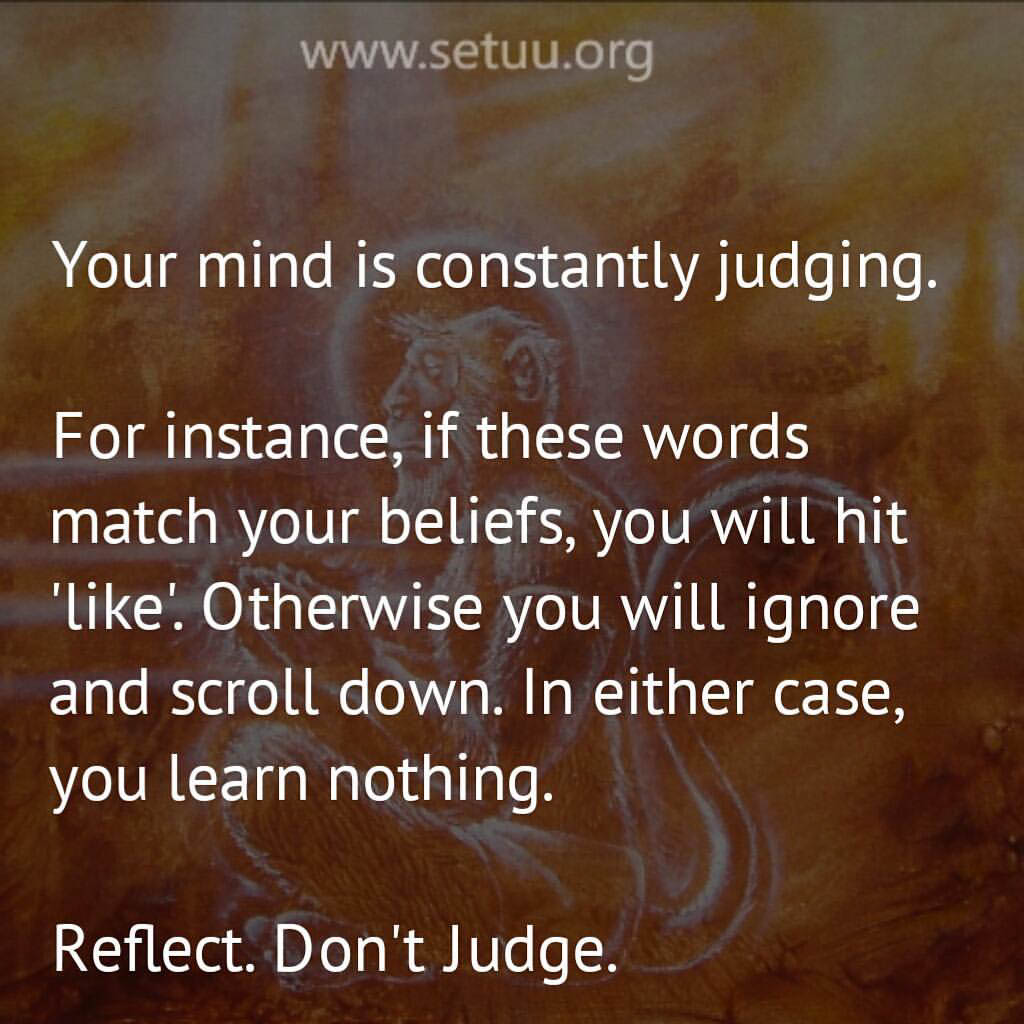 www.setuu.org
Your mind is constantly judging.
For instance, if these words
match your beliefs, you will hit
'like'. Otherwise you will ignore
and scroll down. In either case,
you learn nothing.
Reflect. Don't Judge.